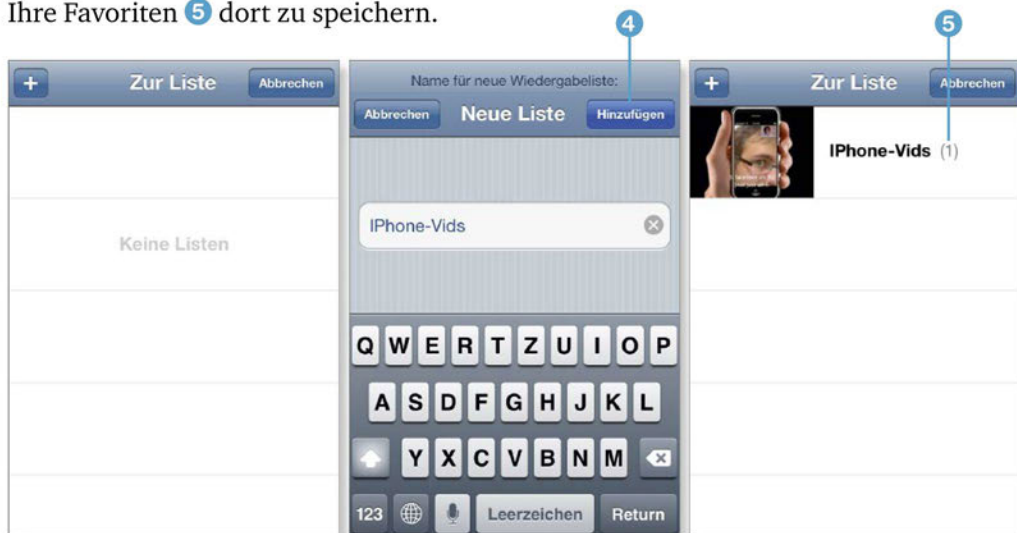 Ihre Favoriten 5 dort zu speichern.
4
5
+ Zur Liste Abbrechen
Keine Listen
Name für neue Wiedergabeliste:
Abbrechen Neue Liste Hinzufügen
IPhone-Vids
Q W E R T Z U I O P
A S D F G H J K L
Y X C V B N M
123 Leerzeichen Return
+ Zur Liste Abbrechen
IPhone-Vids (1)